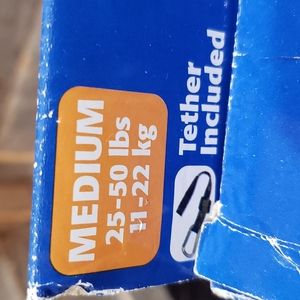 MEDIUM
25-50 lbs
11-22 kg
Tether
Included